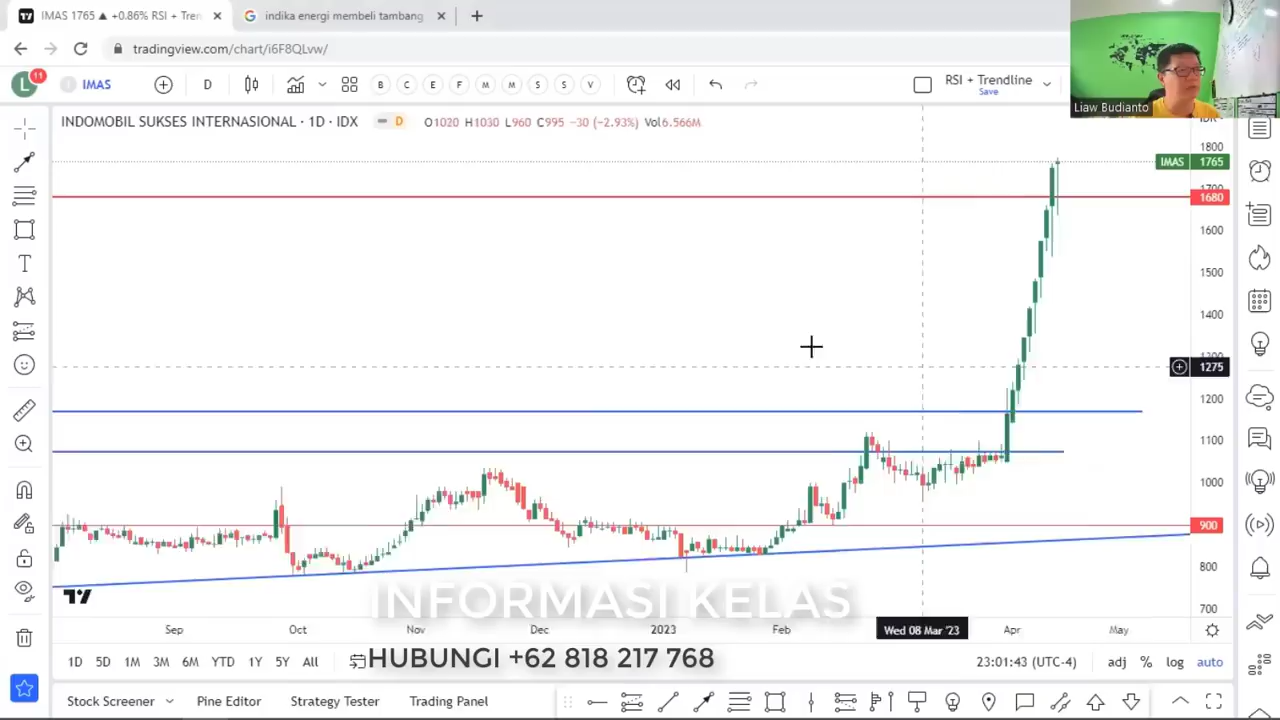 IMAS 1765 ▲ +0.86% RSI + Tren
indika energi membeli tambang
tradingview.com/chart/i6F8QLvw/
L 11 IMAS D B C E F M M S S V RSI + Trendline
Save
Liaw Budianto
INDOMOBIL SUKSES INTERNASIONAL · 1D · IDX D O1020 H1030 L960 −30 (−2.93%) Vol6.566M
1800
IMAS 1765
1680
1600
1500
1400
1275
1200
1100
1000
900
800
700
INFORMASI KELAS
Sep Oct Nov Dec 2023 Feb Wed 08 Mar '23 Apr May
1D 5D 1M 3M 6M YTD 1Y 5Y All HUBUNGI +62 818 217 768 23:01:43 (UTC-4) adj % log auto
Stock Screener Pine Editor Strategy Tester Trading Panel